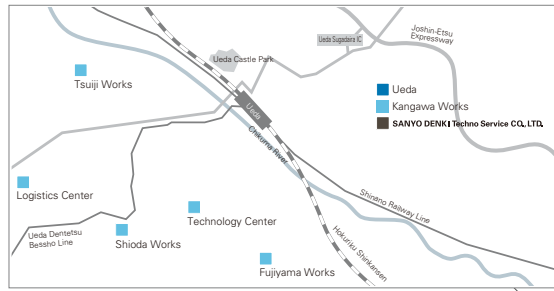 Joshin-Etsu
Expressway
Ueda Sugadaira IC
Ueda Castle Park
Tsuiji Works
Ueda
Kangawa Works
SANYO DENKI Techno Service CO., LTD.
Ueda
Chikuma River
Logistics Center
Shinano Railway Line
Technology Center
Ueda Dentetsu
Bessho Line
Shioda Works
Hokuriku Shinkansen
Fujiyama Works